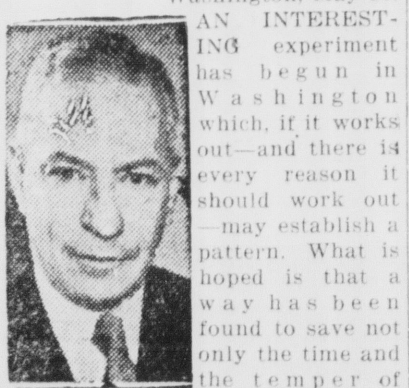 Washington, May
AN INTEREST-
ING experiment
has begun in
Washington
which, if it works
out—and there is
every reason it
should work out
—may establish a
pattern. What is
hoped is that a
way has been
found to save not
only the time and
the temper of